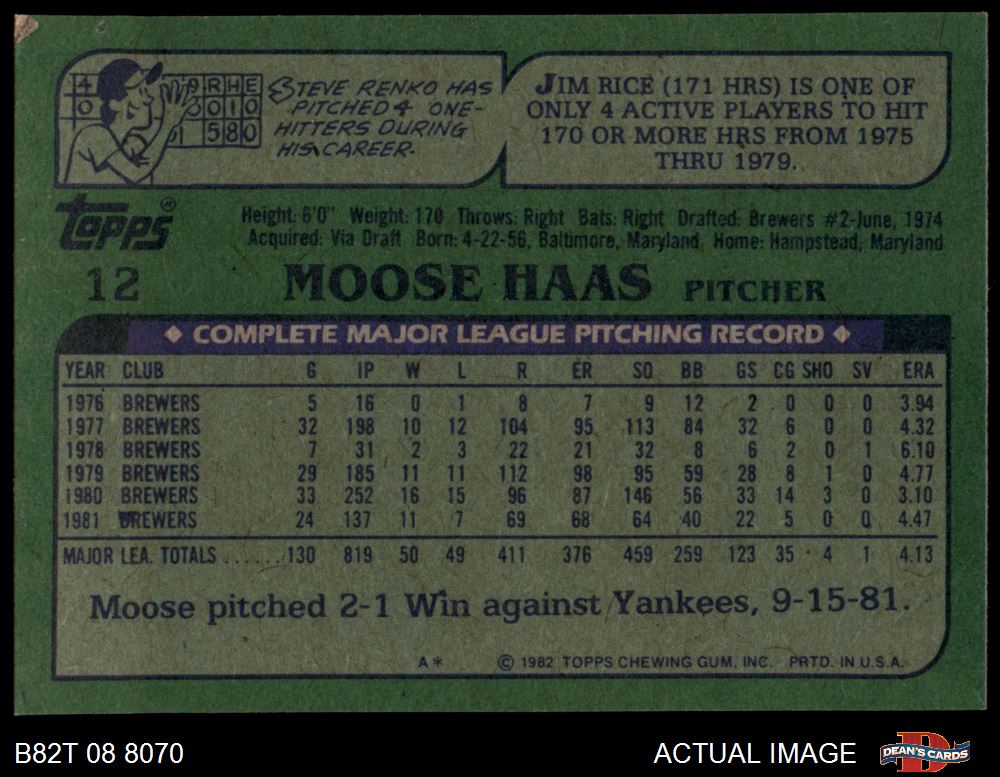 4
0
9 R H E
3 0 1 0
1 5 8 0
STEVE RENKO HAS
PITCHED 4 ONE-
HITTERS DURING
HIS CAREER.
JIM RICE (171 HRS) IS ONE OF
ONLY 4 ACTIVE PLAYERS TO HIT
170 OR MORE HRS FROM 1975
THRU 1979.
Topps®
Height: 6'0" Weight: 170 Throws: Right Bats: Right Drafted: Brewers #2-June, 1974
Acquired: Via Draft Born: 4-22-56, Baltimore, Maryland Home: Hampstead, Maryland
12 MOOSE HAAS PITCHER
◆ COMPLETE MAJOR LEAGUE PITCHING RECORD ◆
YEAR CLUB G IP W L R ER SO BB GS CG SHO SV ERA
1976 BREWERS 5 16 0 1 8 7 9 12 2 0 0 0 3.94
1977 BREWERS 32 198 10 12 104 95 113 84 32 6 0 0 4.32
1978 BREWERS 7 31 2 3 22 21 32 8 6 2 0 1 6.10
1979 BREWERS 29 185 11 11 112 98 95 59 28 8 1 0 4.77
1980 BREWERS 33 252 16 15 96 87 146 56 33 14 3 0 3.10
1981 BREWERS 24 137 11 7 69 68 64 40 22 5 0 0 4.47
MAJOR LEA. TOTALS ...... 130 819 50 49 411 376 459 259 123 35 4 1 4.13
Moose pitched 2-1 Win against Yankees, 9-15-81.
A* © 1982 TOPPS CHEWING GUM, INC. PRTD. IN U.S.A.
B82T 08 8070
ACTUAL IMAGE
D
DEAN'S CARDS